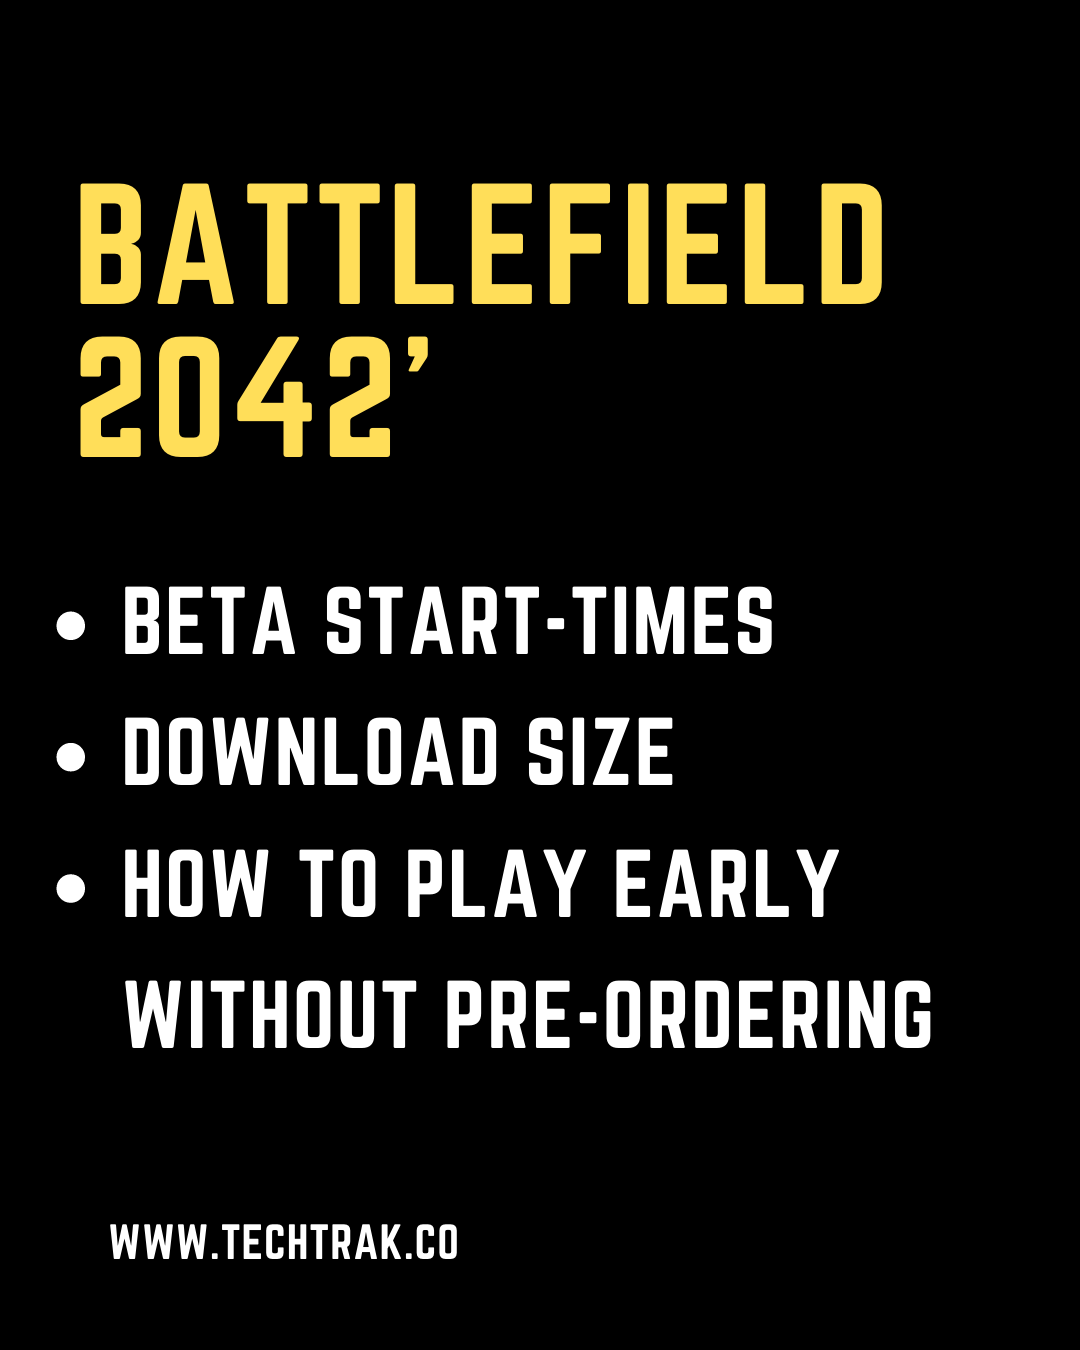 BATTLEFIELD
2042’
• BETA START-TIMES
• DOWNLOAD SIZE
• HOW TO PLAY EARLY
WITHOUT PRE-ORDERING
WWW.TECHTRAK.CO